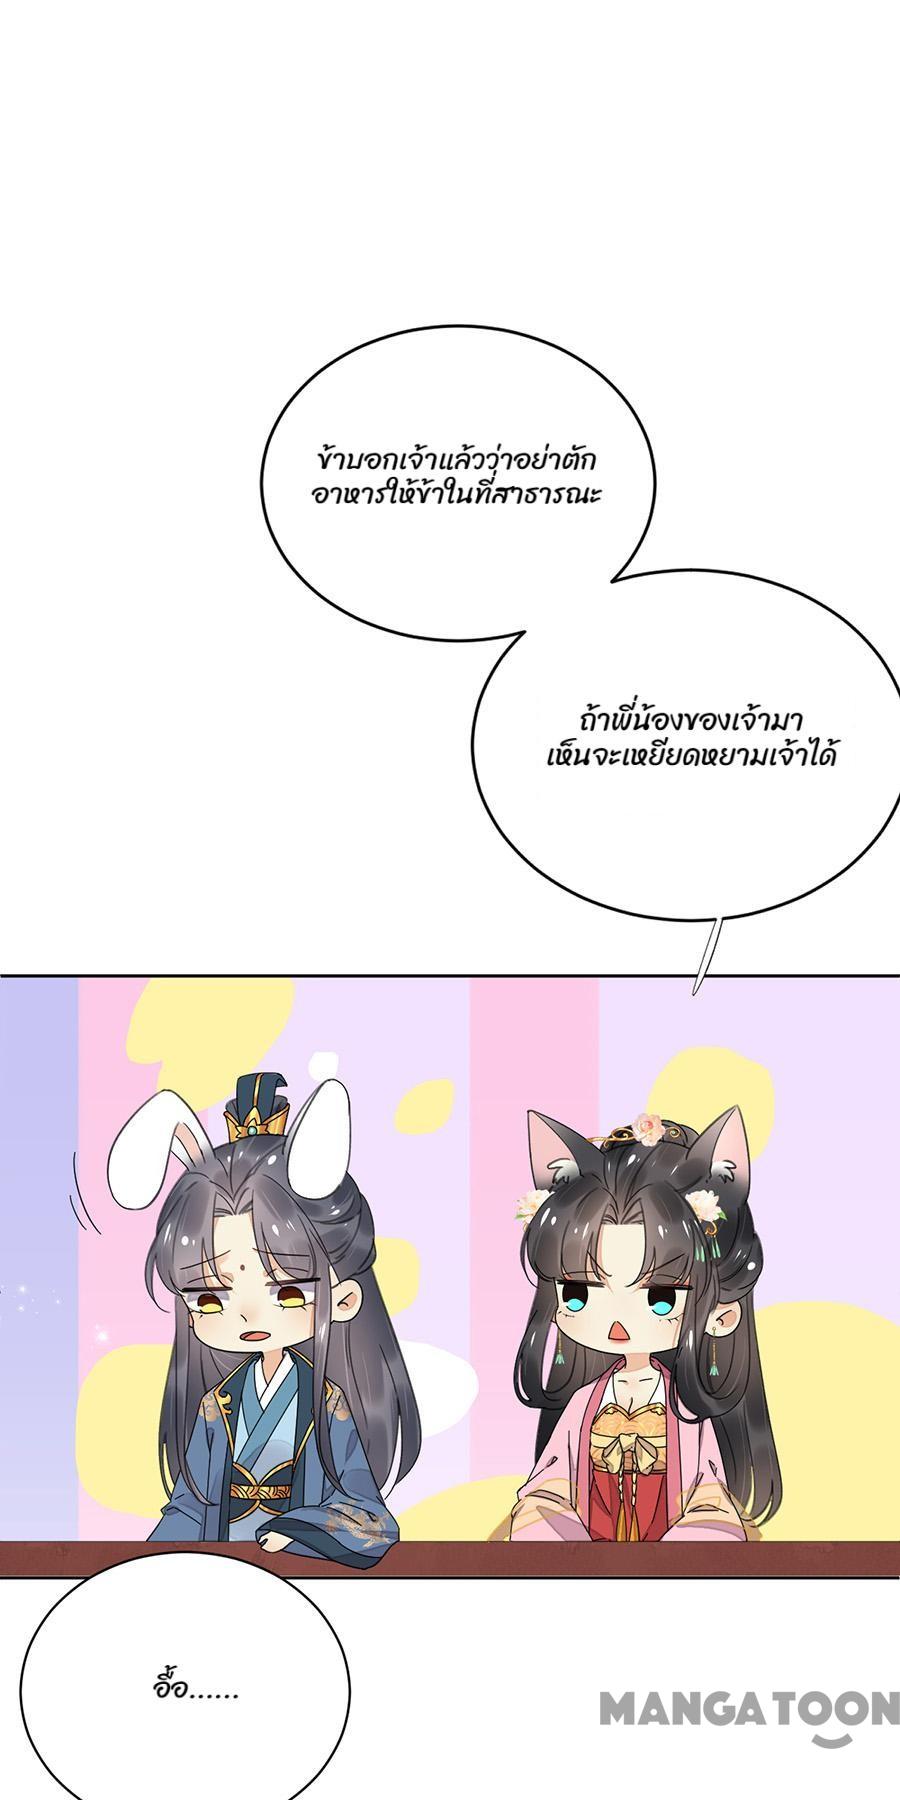 ข้าบอกเจ้าแล้วว่าอย่าตัก
อาหารให้ข้าในที่สาธารณะ
ถ้าพี่น้องของเจ้ามา
เห็นจะเหยียดหยามเจ้าได้
อื้อ......
MANGATOON